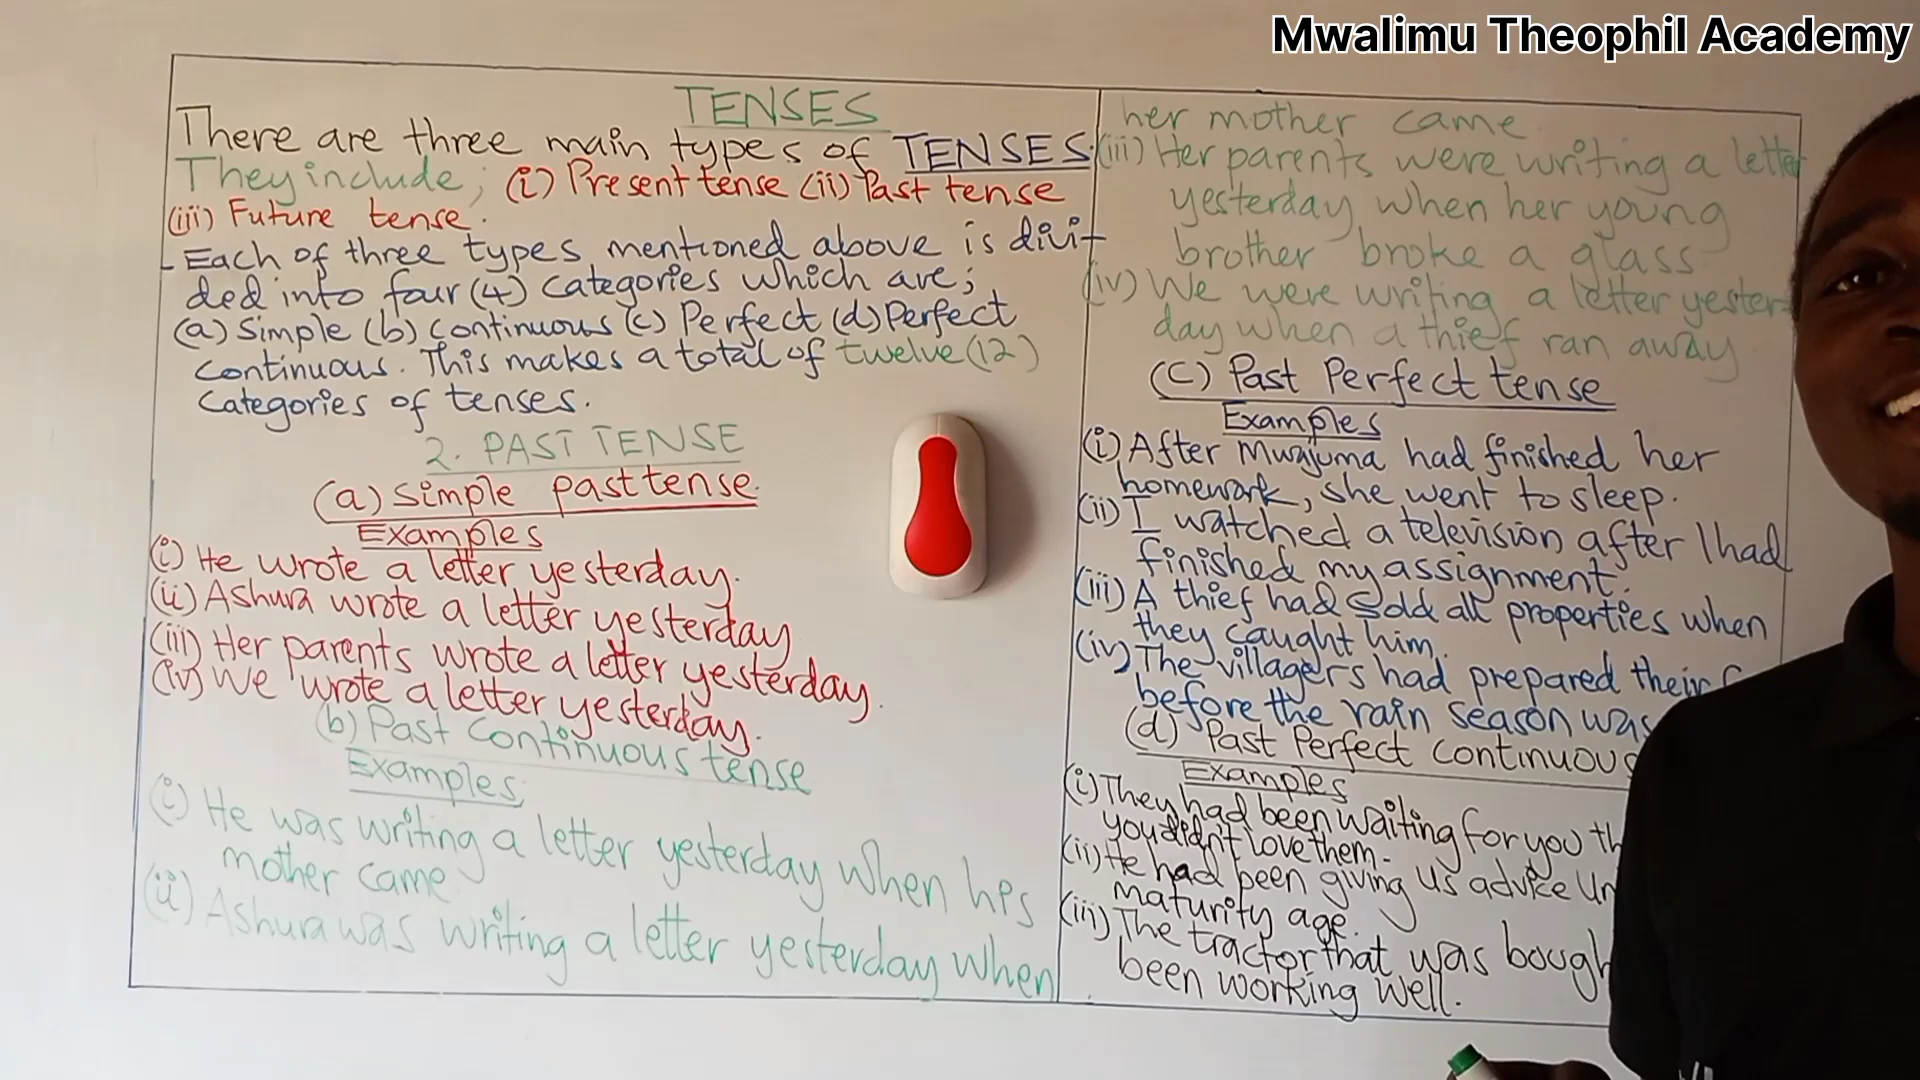 Mwalimu Theophil Academy
TENSES
There are three main types of TENSES.
They include; (i) Present tense (ii) Past tense
(iii) Future tense.
- Each of three types mentioned above is divi-
ded into four (4) categories which are;
(a) Simple (b) continuous (c) Perfect (d) Perfect
continuous. This makes a total of twelve (12)
categories of tenses.
2. PAST TENSE
(a) Simple past tense.
Examples
(i) He wrote a letter yesterday.
(ii) Ashura wrote a letter yesterday
(iii) Her parents wrote a letter yesterday.
(iv) We wrote a letter yesterday.
(b) Past continuous tense
Examples;
(i) He was writing a letter yesterday when his
mother came
(ii) Ashura was writing a letter yesterday when
her mother came.
(iii) Her parents were writing a letter
yesterday when her young
brother broke a glass.
(iv) We were writing a letter yester-
day when a thief ran away.
(C) Past Perfect tense
Examples
(i) After Mwajuma had finished her
homework, she went to sleep.
(ii) I watched a television after I had
finished my assignment.
(iii) A thief had sold all properties when
they caught him.
(iv) The villagers had prepared their
before the rain season was
(d) Past Perfect continuous
Examples
(i) They had been waiting for you
you didn't love them.
(ii) He had been giving us advice
maturity age.
(iii) The tractor that was
been working well.